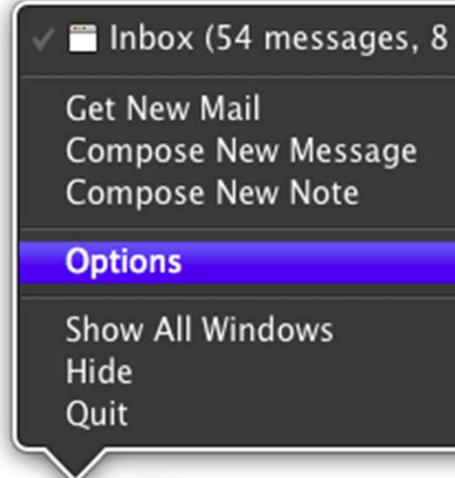 Inbox (54 messages, 8
Get New Mail
Compose New Message
Compose New Note
Options
Show All Windows
Hide
Quit